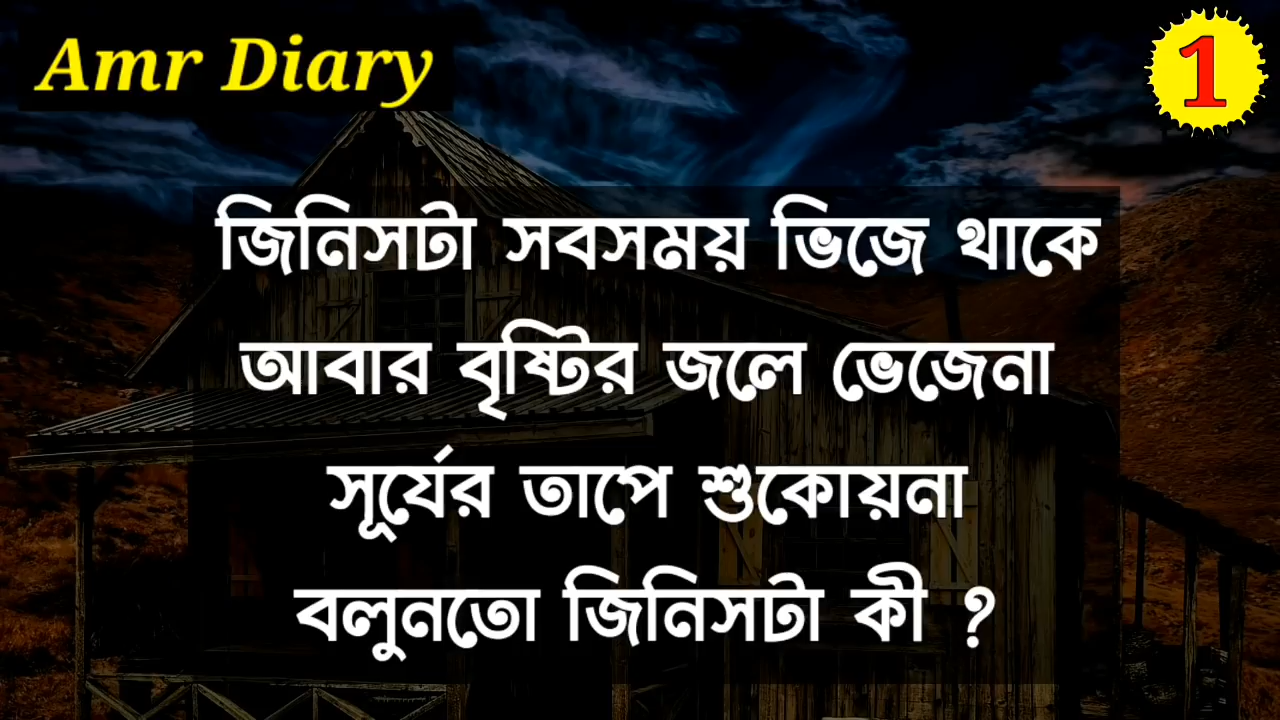 Amr Diary
1
জিনিসটা সবসময় ভিজে থাকে
আবার বৃষ্টির জলে ভেজেনা
সূর্যের তাপে শুকোয়না
বলুনতো জিনিসটা কী ?